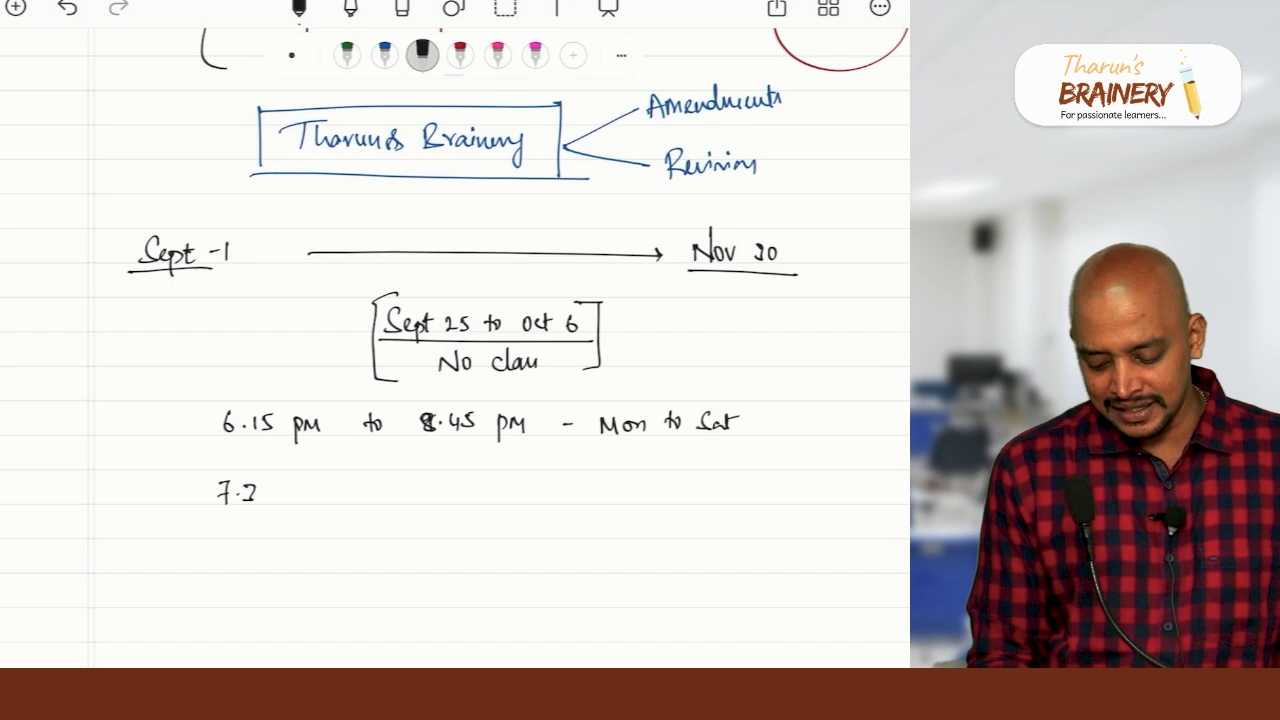 Tharun's
BRAINERY
For passionate learners...
Tharun's Brainery
Amendments
Revision
Sept -1
Nov 30
Sept 25 to Oct 6
No class
6.15 pm to 8.45 pm - Mon to Sat
7.3